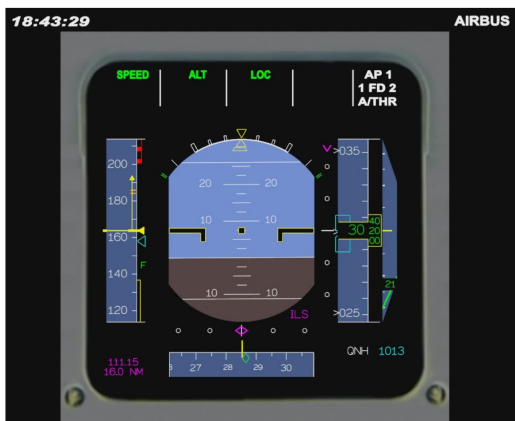 18:43:29 AIRBUS
SPEED ALT LOC AP 1
1 FD 2
A/THR
200
180
160
140
120
F
20 20
10 10
10 10
035
30
40
20
00
025
21
ILS
111.15
16.0 NM
QNH 1013
27 28 29 30